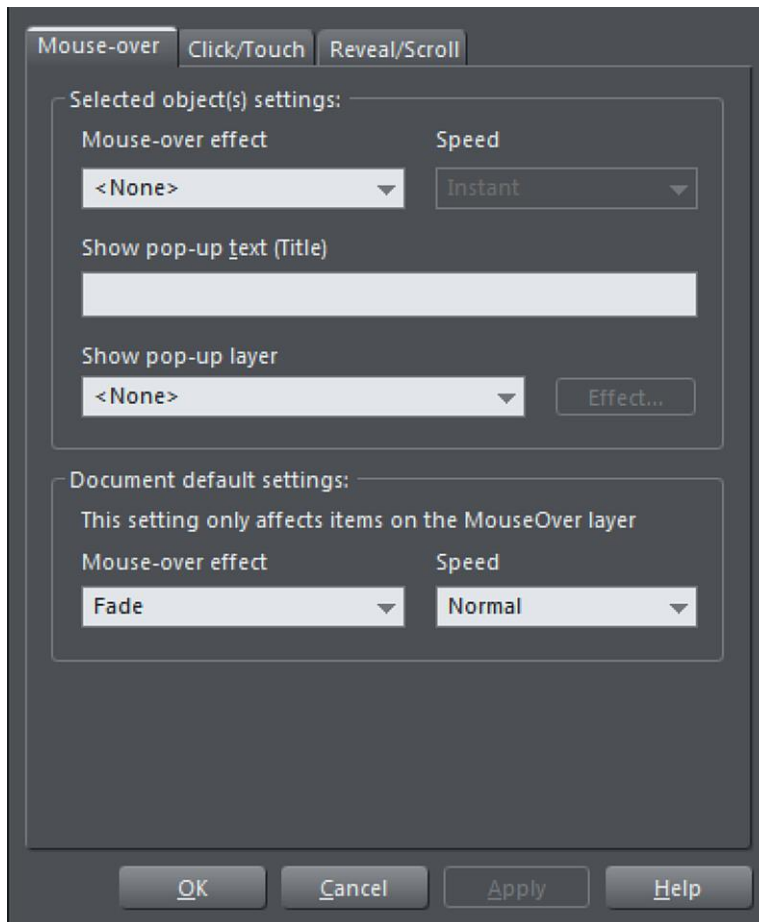 Mouse-over Click/Touch Reveal/Scroll
Selected object(s) settings:
Mouse-over effect Speed
<None> Instant
Show pop-up text (Title)
Show pop-up layer
<None> Effect...
Document default settings:
This setting only affects items on the MouseOver layer
Mouse-over effect Speed
Fade Normal
OK Cancel Apply Help